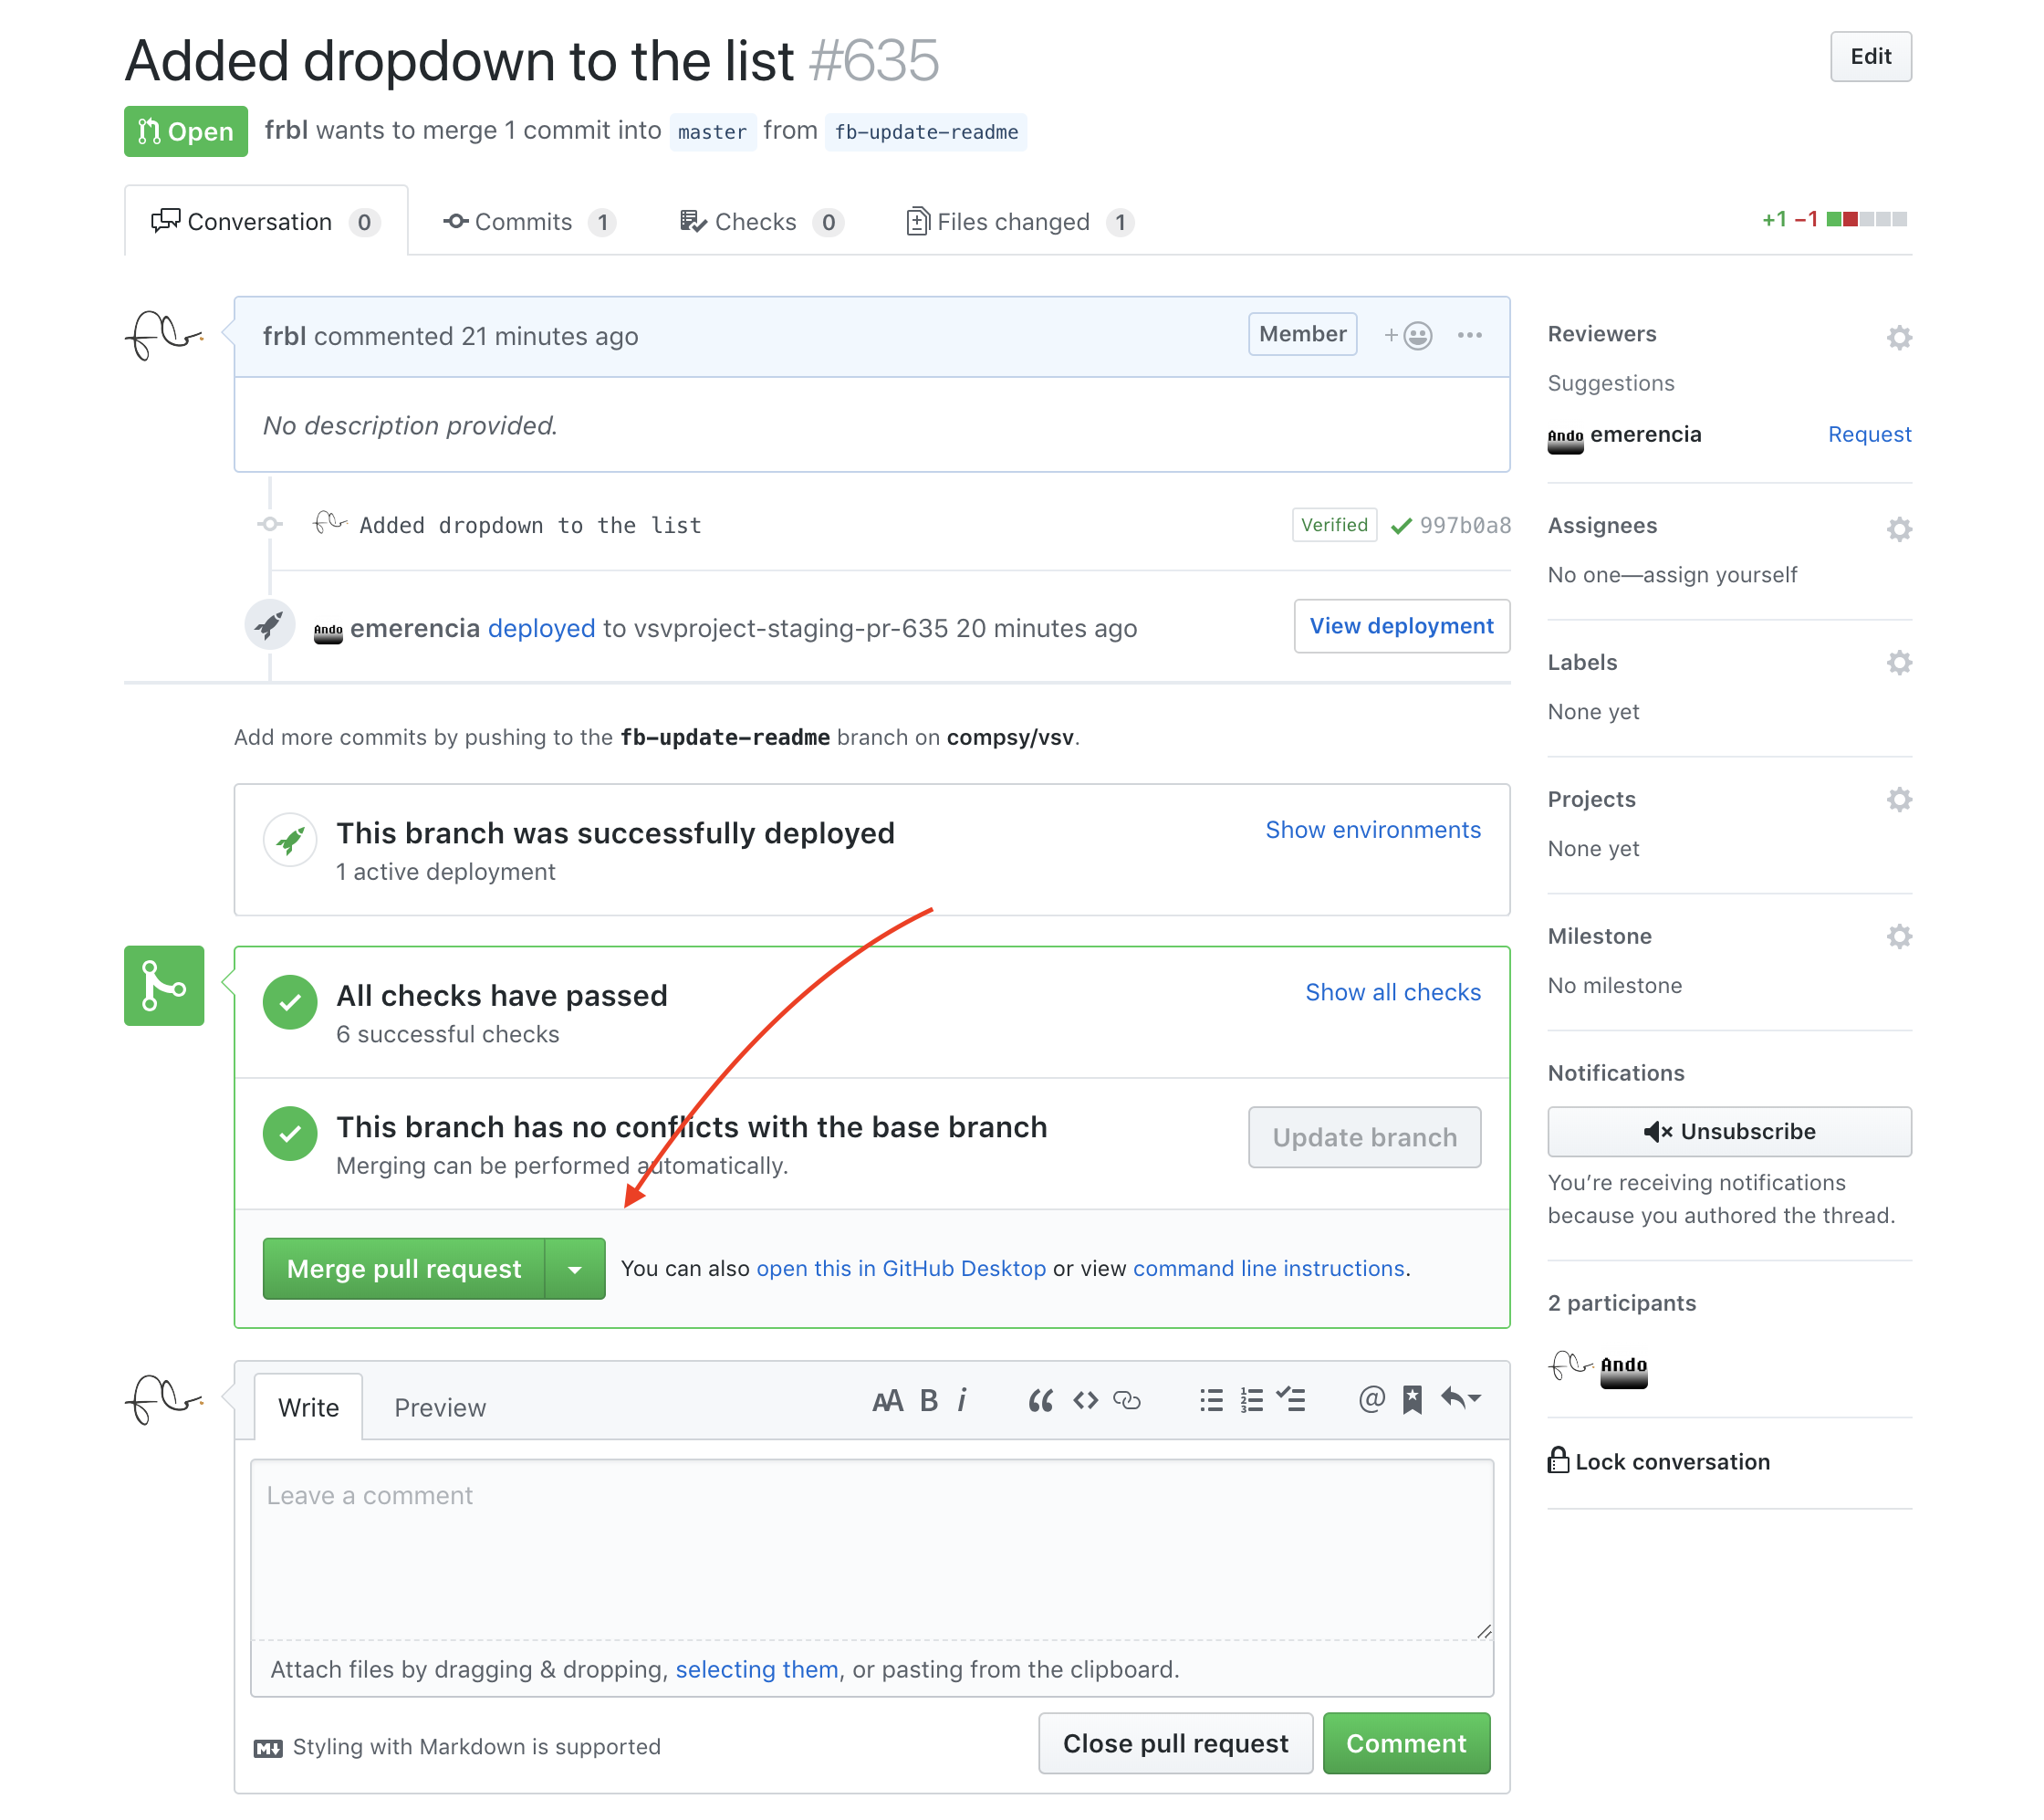 Added dropdown to the list #635
Edit
Open frbl wants to merge 1 commit into master from fb-update-readme
Conversation 0
Commits 1
Checks 0
Files changed 1
+1 −1
frbl commented 21 minutes ago
Member
No description provided.
Added dropdown to the list
Verified 997b0a8
Ando emerencia deployed to vsvproject-staging-pr-635 20 minutes ago
View deployment
Add more commits by pushing to the fb-update-readme branch on compsy/vsv.
This branch was successfully deployed
1 active deployment
Show environments
All checks have passed
6 successful checks
Show all checks
This branch has no conflicts with the base branch
Merging can be performed automatically.
Update branch
Merge pull request
You can also open this in GitHub Desktop or view command line instructions.
Write
Preview
Leave a comment
Attach files by dragging & dropping, selecting them, or pasting from the clipboard.
Styling with Markdown is supported
Close pull request
Comment
Reviewers
Suggestions
Ando emerencia
Request
Assignees
No one—assign yourself
Labels
None yet
Projects
None yet
Milestone
No milestone
Notifications
Unsubscribe
You’re receiving notifications
because you authored the thread.
2 participants
Ando
Lock conversation